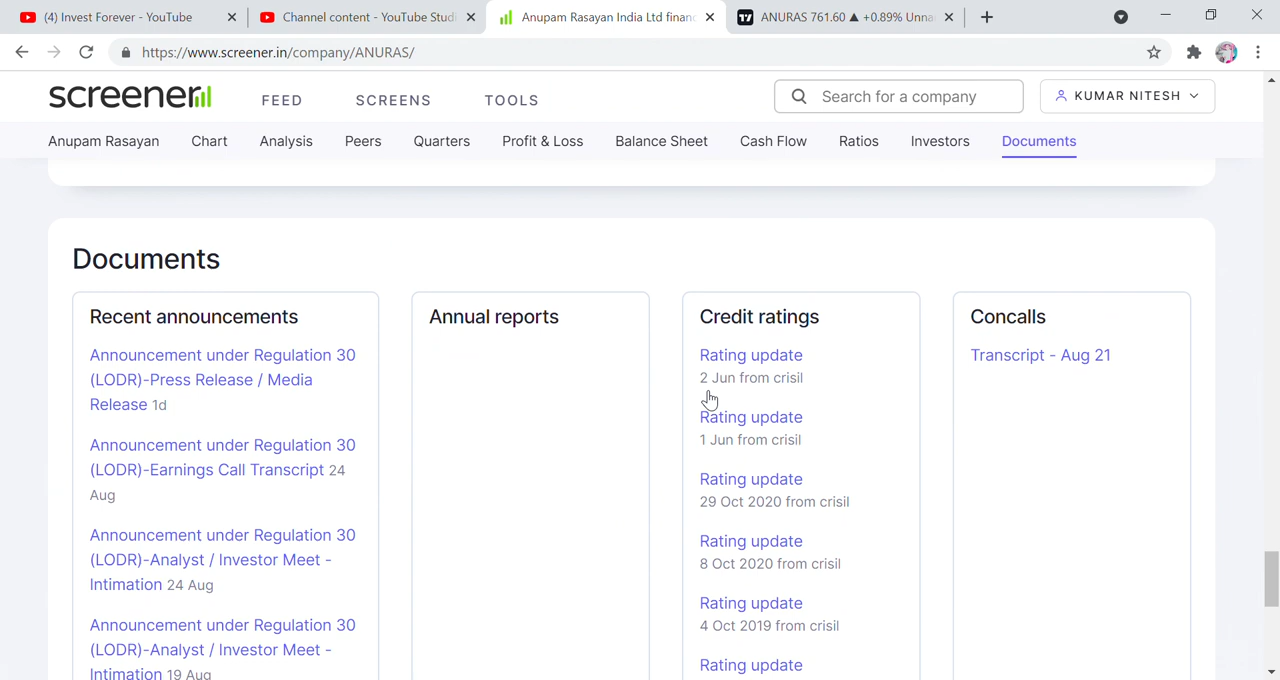 (4) Invest Forever - YouTube
Channel content - YouTube Studi
Anupam Rasayan India Ltd financ
ANURAS 761.60 ▲ +0.89% Unna
https://www.screener.in/company/ANURAS/
screener
FEED SCREENS TOOLS
Search for a company
KUMAR NITESH
Anupam Rasayan Chart Analysis Peers Quarters Profit & Loss Balance Sheet Cash Flow Ratios Investors Documents
Documents
Recent announcements
Announcement under Regulation 30
(LODR)-Press Release / Media
Release 1d
Announcement under Regulation 30
(LODR)-Earnings Call Transcript 24
Aug
Announcement under Regulation 30
(LODR)-Analyst / Investor Meet -
Intimation 24 Aug
Announcement under Regulation 30
(LODR)-Analyst / Investor Meet -
Intimation 19 Aug
Annual reports
Credit ratings
Rating update
2 Jun from crisil
Rating update
1 Jun from crisil
Rating update
29 Oct 2020 from crisil
Rating update
8 Oct 2020 from crisil
Rating update
4 Oct 2019 from crisil
Rating update
Concalls
Transcript - Aug 21